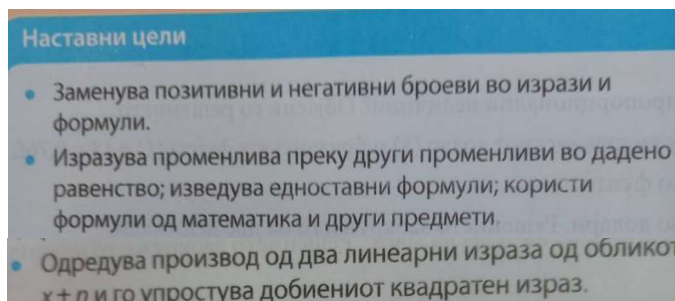 Наставни цели
• Заменува позитивни и негативни броеви во изрази и
формули.
• Изразува променлива преку други променливи во дадено
равенство; изведува едноставни формули; користи
формули од математика и други предмети.
• Одредува производ од два линеарни израза од обликот
x + n и го упростува добиениот квадратен израз.